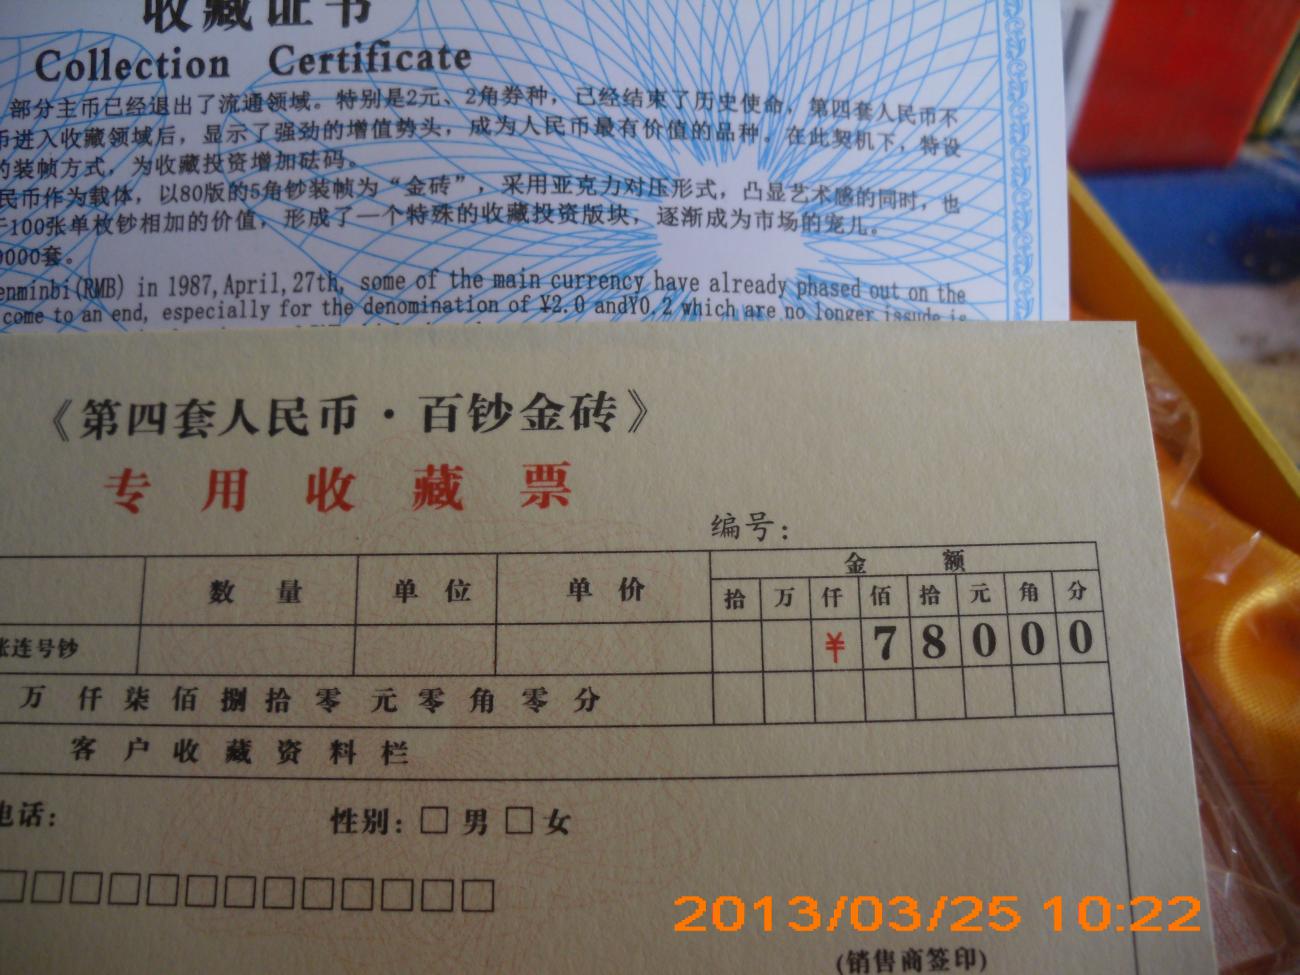 收藏证书
Collection Certificate
部分主币已经退出了流通领域。特别是2元、2角券种，已经结束了历史使命，第四套人民币不
币进入收藏领域后，显示了强劲的增值势头，成为人民币最有价值的品种。在此契机下，特设
的装帧方式，为收藏投资增加砝码。
民币作为载体，以80版的5角钞装帧为“金砖”，采用亚克力对压形式，凸显艺术感的同时，也
于100张单枚钞相加的价值，形成了一个特殊的收藏投资版块，逐渐成为市场的宠儿。
0000套。
enminbi(RMB) in 1987,April,27th, some of the main currency have already phased out on the
come to an end, especially for the denomination of ¥2.0 and¥0.2 which are no longer issude is
《第四套人民币·百钞金砖》
专用收藏票
编号：
数量 单位 单价 金额
拾 万 仟 佰 拾 元 角 分
张连号钞 ¥ 7 8 0 0 0
万 仟 柒 佰 捌 拾 零 元 零 角 零 分
客户收藏资料栏
电话： 性别：□男□女
(销售商签印)
2013/03/25 10:22